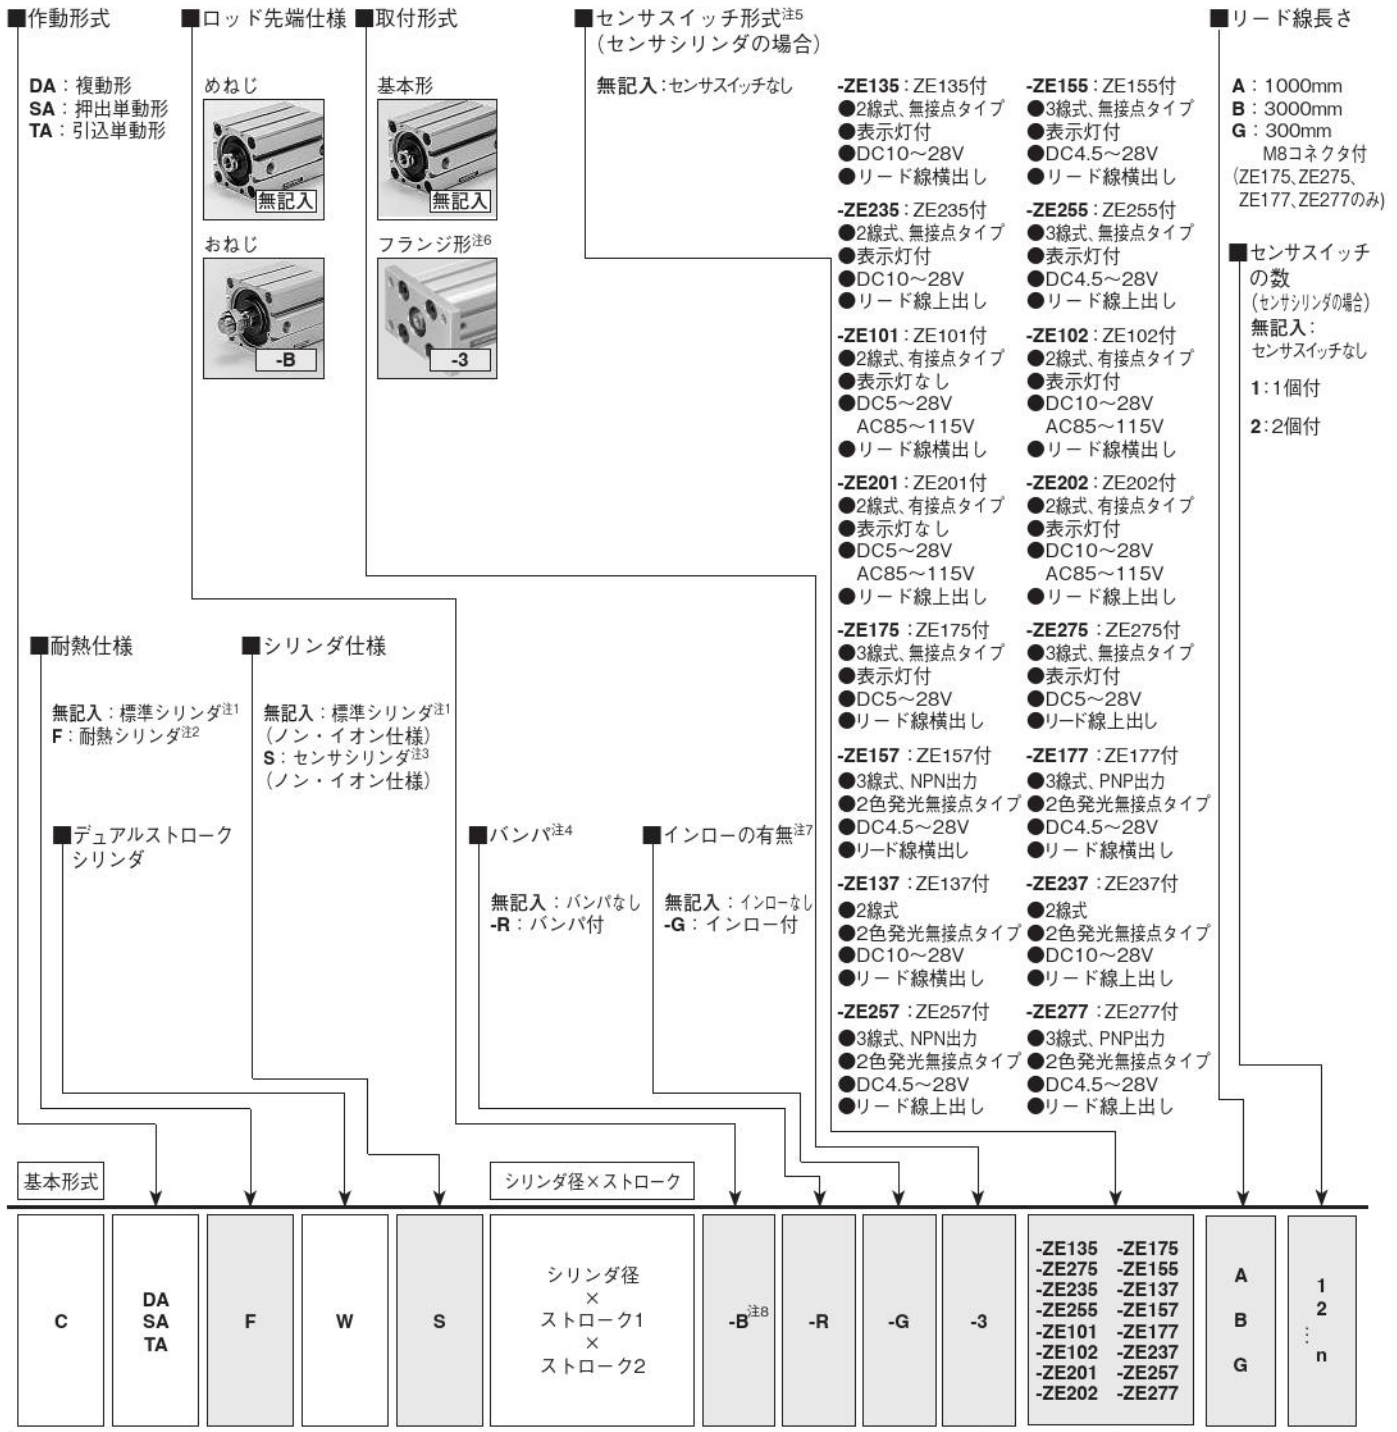 ■作動形式
DA：複動形
SA：押出単動形
TA：引込単動形
■ロッド先端仕様
めねじ
無記入
おねじ
-B
■取付形式
基本形
無記入
フランジ形注6
-3
■センサスイッチ形式注5
（センサシリンダの場合）
無記入：センサスイッチなし
-ZE135：ZE135付
●2線式、無接点タイプ
●表示灯付
●DC10～28V
●リード線横出し
-ZE235：ZE235付
●2線式、無接点タイプ
●表示灯付
●DC10～28V
●リード線上出し
-ZE101：ZE101付
●2線式、有接点タイプ
●表示灯なし
●DC5～28V
AC85～115V
●リード線横出し
-ZE201：ZE201付
●2線式、有接点タイプ
●表示灯なし
●DC5～28V
AC85～115V
●リード線上出し
-ZE175：ZE175付
●3線式、無接点タイプ
●表示灯付
●DC5～28V
●リード線横出し
-ZE157：ZE157付
●3線式、NPN出力
●2色発光無接点タイプ
●DC4.5～28V
●リード線横出し
-ZE137：ZE137付
●2線式
●2色発光無接点タイプ
●DC10～28V
●リード線横出し
-ZE257：ZE257付
●3線式、NPN出力
●2色発光無接点タイプ
●DC4.5～28V
●リード線上出し
-ZE155：ZE155付
●3線式、無接点タイプ
●表示灯付
●DC4.5～28V
●リード線横出し
-ZE255：ZE255付
●3線式、無接点タイプ
●表示灯付
●DC4.5～28V
●リード線上出し
-ZE102：ZE102付
●2線式、有接点タイプ
●表示灯付
●DC10～28V
AC85～115V
●リード線横出し
-ZE202：ZE202付
●2線式、有接点タイプ
●表示灯付
●DC10～28V
AC85～115V
●リード線上出し
-ZE275：ZE275付
●3線式、無接点タイプ
●表示灯付
●DC5～28V
●リード線上出し
-ZE177：ZE177付
●3線式、PNP出力
●2色発光無接点タイプ
●DC4.5～28V
●リード線横出し
-ZE237：ZE237付
●2線式
●2色発光無接点タイプ
●DC10～28V
●リード線上出し
-ZE277：ZE277付
●3線式、PNP出力
●2色発光無接点タイプ
●DC4.5～28V
●リード線上出し
■リード線長さ
A：1000mm
B：3000mm
G：300mm
M8コネクタ付
（ZE175、ZE275、
ZE177、ZE277のみ）
■センサスイッチ
の数
（センサシリンダの場合）
無記入：
センサスイッチなし
1：1個付
2：2個付
■耐熱仕様
無記入：標準シリンダ注1
F：耐熱シリンダ注2
■シリンダ仕様
無記入：標準シリンダ注1
（ノン・イオン仕様）
S：センサシリンダ注3
（ノン・イオン仕様）
■デュアルストローク
シリンダ
■バンパ注4
無記入：バンパなし
-R：バンパ付
■インローの有無注7
無記入：インローなし
-G：インロー付
基本形式
シリンダ径×ストローク
C
DA
SA
TA
F
W
S
シリンダ径
×
ストローク1
×
ストローク2
-B注8
-R
-G
-3
-ZE135 -ZE175
-ZE275 -ZE155
-ZE235 -ZE137
-ZE255 -ZE157
-ZE101 -ZE177
-ZE102 -ZE237
-ZE201 -ZE257
-ZE202 -ZE277
A
B
G
1
2
⋮
n